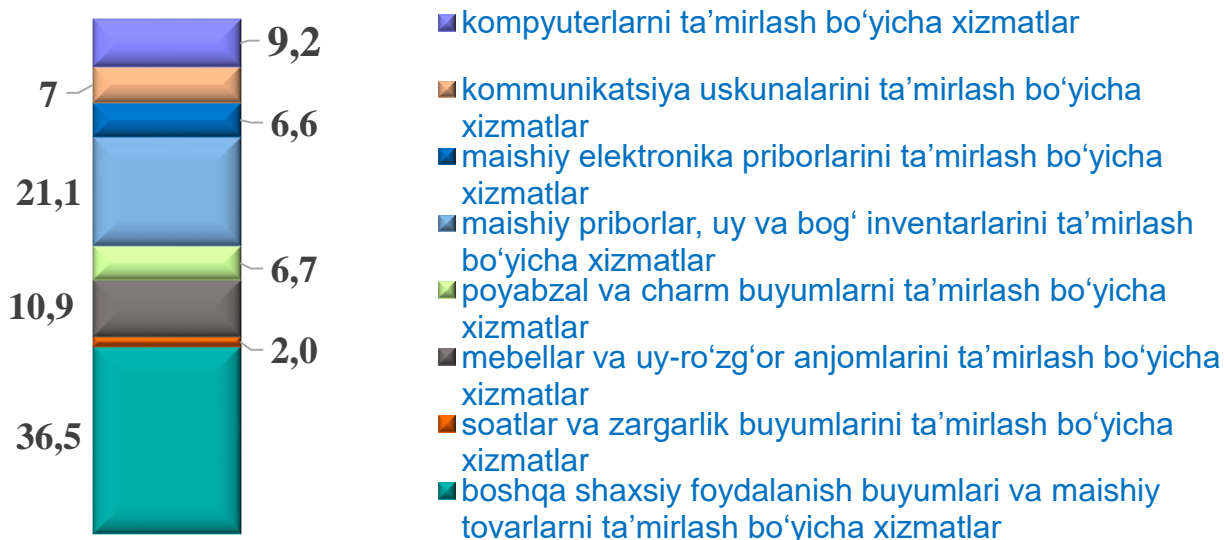 9,2
7
6,6
21,1
6,7
10,9
2,0
36,5
kompyuterlarni ta’mirlash bo‘yicha xizmatlar
kommunikatsiya uskunalarini ta’mirlash bo‘yicha
xizmatlar
maishiy elektronika priborlarini ta’mirlash bo‘yicha
xizmatlar
maishiy priborlar, uy va bog‘ inventarlarini ta’mirlash
bo‘yicha xizmatlar
poyabzal va charm buyumlarni ta’mirlash bo‘yicha
xizmatlar
mebellar va uy-ro‘zg‘or anjomlarini ta’mirlash bo‘yicha
xizmatlar
soatlar va zargarlik buyumlarini ta’mirlash bo‘yicha
xizmatlar
boshqa shaxsiy foydalanish buyumlari va maishiy
tovarlarni ta’mirlash bo‘yicha xizmatlar